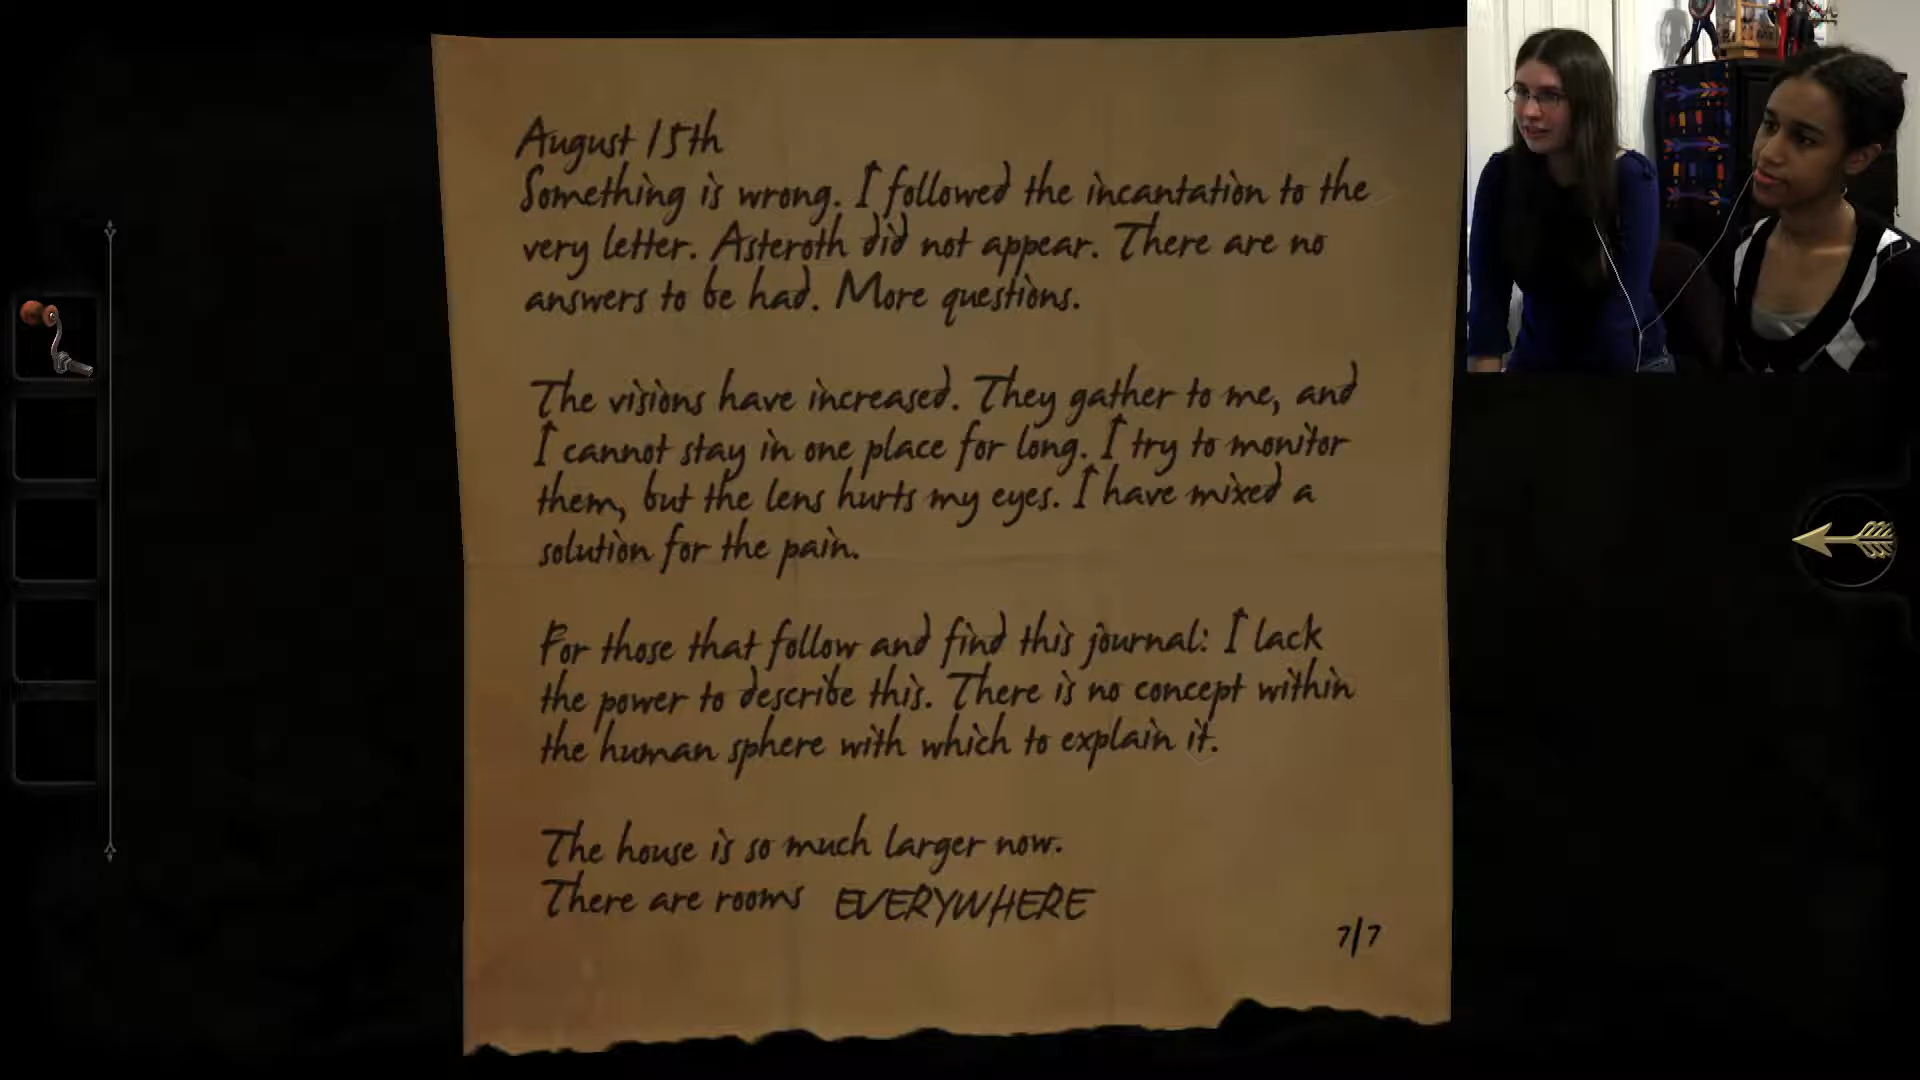 August 15th
Something is wrong. I followed the incantation to the
very letter. Asteroth did not appear. There are no
answers to be had. More questions.
The visions have increased. They gather to me, and
I cannot stay in one place for long. I try to monitor
them, but the lens hurts my eyes. I have mixed a
solution for the pain.
For those that follow and find this journal: I lack
the power to describe this. There is no concept within
the human sphere with which to explain it.
The house is so much larger now.
There are rooms EVERYWHERE
7/7